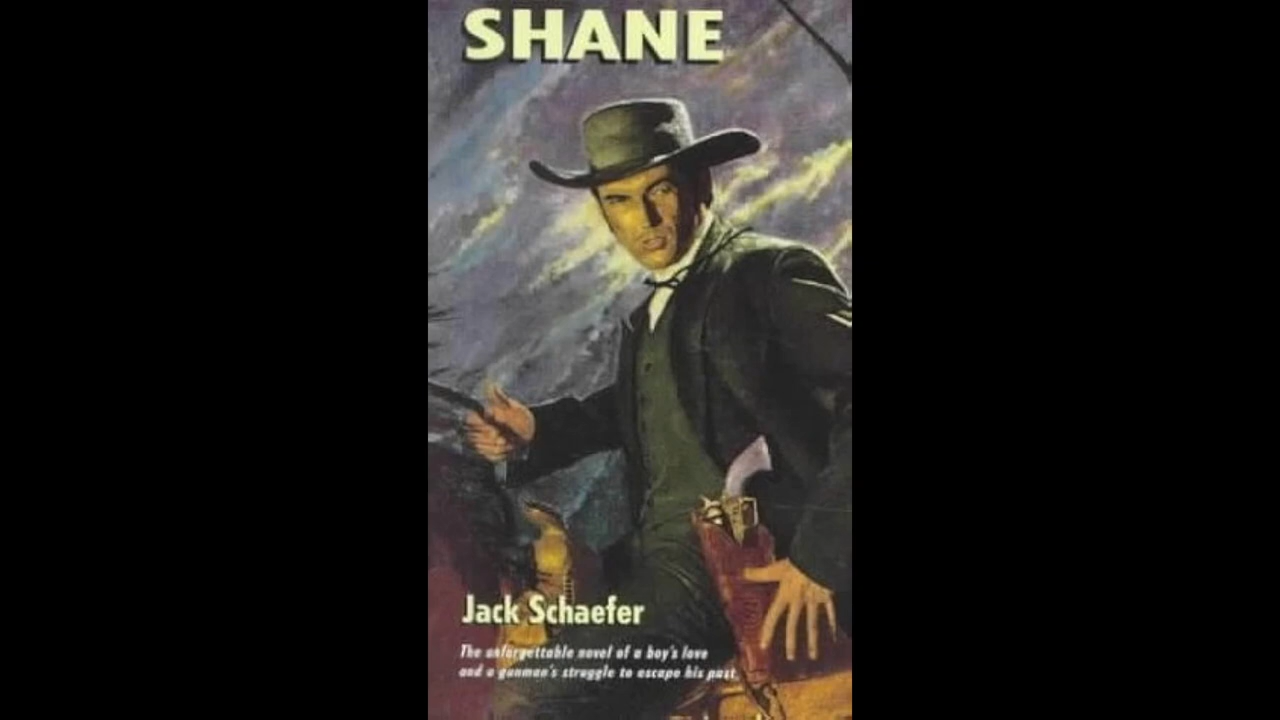 SHANE
Jack Schaefer
The unforgettable novel of a boy's love
and a gunman's struggle to escape his past.